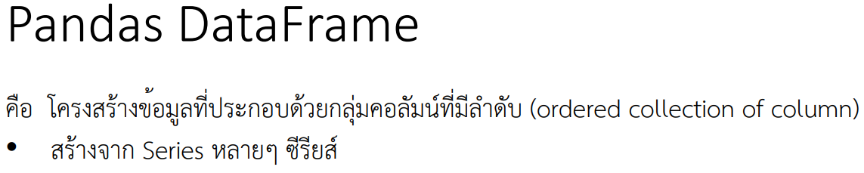 Pandas DataFrame
คือ โครงสร้างข้อมูลที่ประกอบด้วยกลุ่มคอลัมน์ที่มีลำดับ (ordered collection of column)
• สร้างจาก Series หลายๆ ซีรียส์